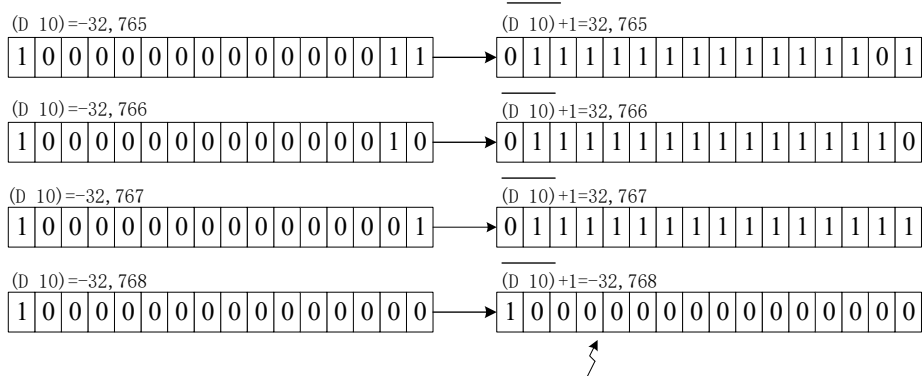 (D 10)=-32,765 (D 10)+1=32,765
1 0 0 0 0 0 0 0 0 0 0 0 0 0 1 1 0 1 1 1 1 1 1 1 1 1 1 1 1 1 0 1
(D 10)=-32,766 (D 10)+1=32,766
1 0 0 0 0 0 0 0 0 0 0 0 0 0 1 0 0 1 1 1 1 1 1 1 1 1 1 1 1 1 1 0
(D 10)=-32,767 (D 10)+1=32,767
1 0 0 0 0 0 0 0 0 0 0 0 0 0 0 1 0 1 1 1 1 1 1 1 1 1 1 1 1 1 1 1
(D 10)=-32,768 (D 10)+1=-32,768
1 0 0 0 0 0 0 0 0 0 0 0 0 0 0 0 1 0 0 0 0 0 0 0 0 0 0 0 0 0 0 0